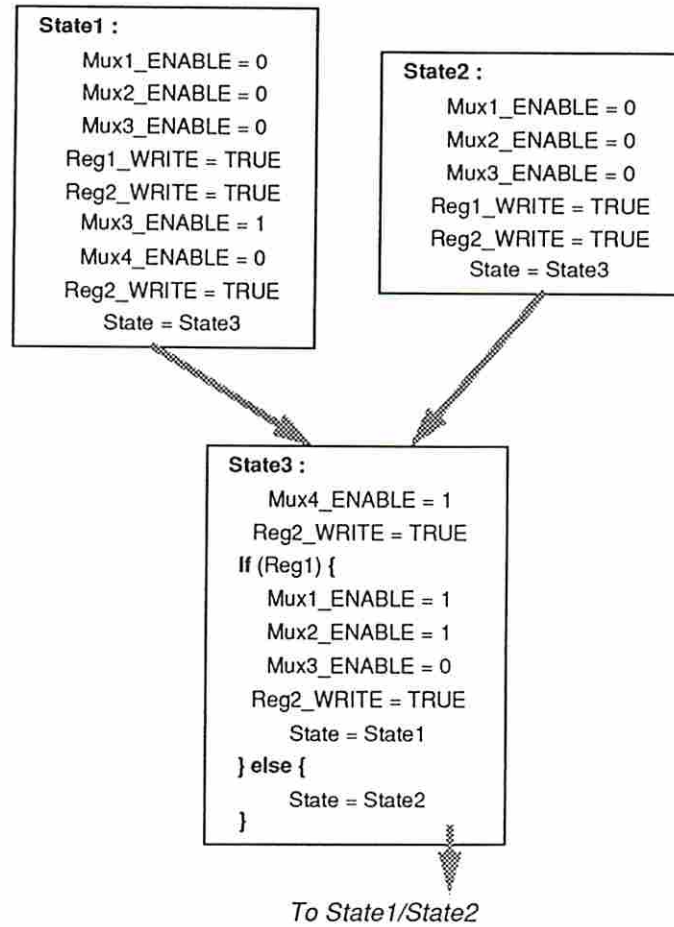 State1 :
Mux1_ENABLE = 0
Mux2_ENABLE = 0
Mux3_ENABLE = 0
Reg1_WRITE = TRUE
Reg2_WRITE = TRUE
Mux3_ENABLE = 1
Mux4_ENABLE = 0
Reg2_WRITE = TRUE
State = State3
State2 :
Mux1_ENABLE = 0
Mux2_ENABLE = 0
Mux3_ENABLE = 0
Reg1_WRITE = TRUE
Reg2_WRITE = TRUE
State = State3
State3 :
Mux4_ENABLE = 1
Reg2_WRITE = TRUE
If (Reg1) {
Mux1_ENABLE = 1
Mux2_ENABLE = 1
Mux3_ENABLE = 0
Reg2_WRITE = TRUE
State = State1
} else {
State = State2
}
To State1/State2